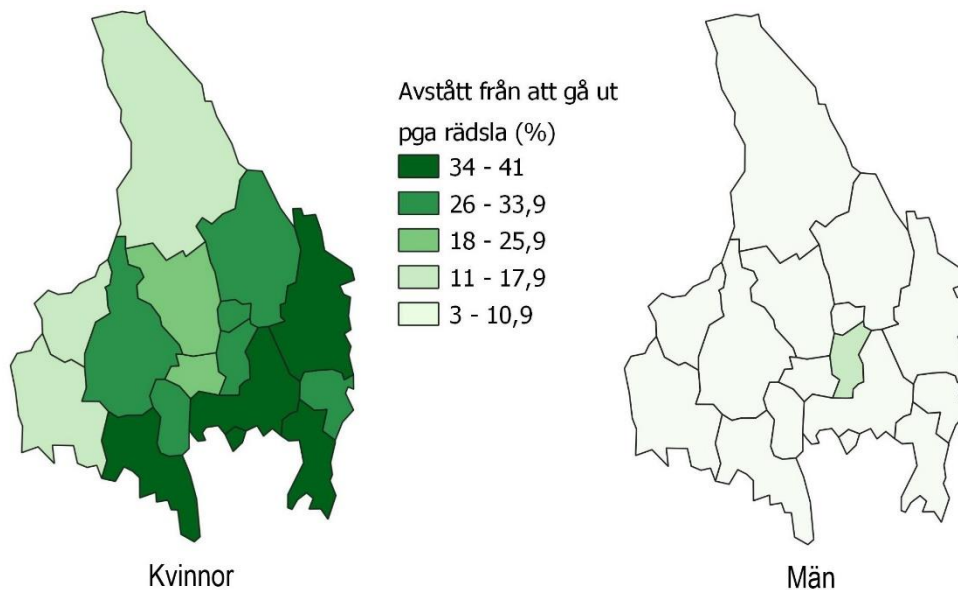 Avstått från att gå ut
pga rädsla (%)
34 - 41
26 - 33,9
18 - 25,9
11 - 17,9
3 - 10,9
Kvinnor
Män